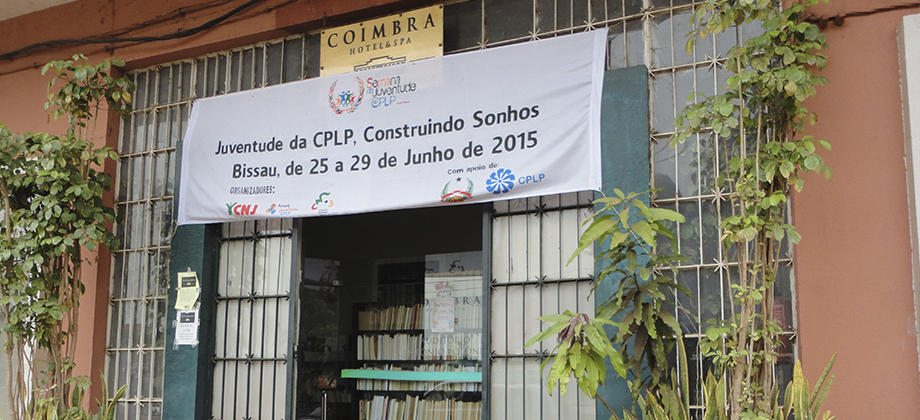 COIMBRA
HOTEL & SPA
Semana
da Juventude
CPLP
Juventude da CPLP, Construindo Sonhos
Bissau, de 25 a 29 de Junho de 2015
ORGANIZADORES:
Com apoio de:
CNJ
CPLP
COIMBRA